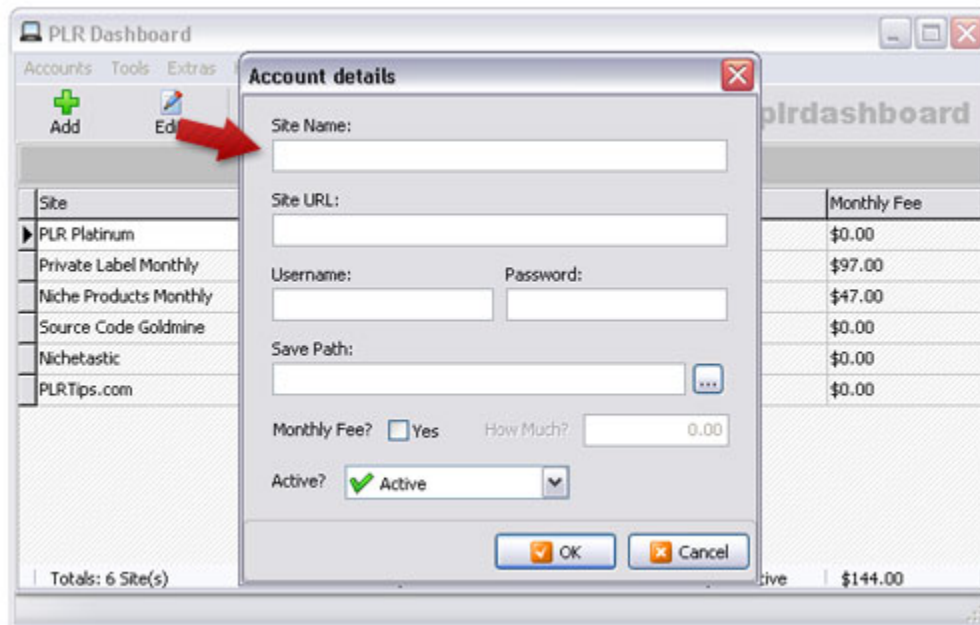 PLR Dashboard
Accounts Tools Extras
Account details
Add
plrdashboard
Site Name:
Site URL:
Site Monthly Fee
PLR Platinum $0.00
Private Label Monthly $97.00
Username: Password:
Niche Products Monthly $47.00
Source Code Goldmine $0.00
Save Path:
Nichetastic $0.00
...
PLRTips.com $0.00
Monthly Fee? Yes How Much? 0.00
Active? Active
OK Cancel
Totals: 6 Site(s) $144.00